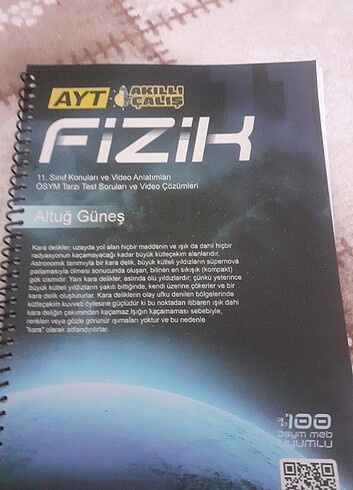 AYT AKILLI
ÇALIŞ
FiZiK
11. Sınıf Konuları ve Video Anlatımları
ÖSYM Tarzı Test Soruları ve Video Çözümleri
Altuğ Güneş
Kara delikler, uzayda yol alan hiçbir maddenin ve ışık da dahil hiçbir
radyasyonun kaçamayacağı kadar büyük kütleçekim alanlarıdır.
Astronomik tanımıyla bir kara delik, büyük kütleli yıldızların süpernova
patlamasıyla ölmesi sonucunda oluşan, bilinen en sıkışık (kompakt)
gök cismidir. Yani kara delikler, aslında ölü yıldızlardır; çünkü yeterince
büyük kütleli yıldızların yakıtı bittiğinde, kendi üzerine çökerler ve bir
kara delik oluştururlar. Kara deliklerin olay ufku denilen bölgelerinde
kütleçekim kuvveti öylesine güçlüdür ki bu noktadan itibaren ışık dahi
kara deliğin çekiminden kaçamaz.Işığın kaçamaması sebebiyle,
renkleri veya gözle görünür ışımaları yoktur ve bu nedenle
"kara" olarak adlandırılırlar.
%100
ösym meb
uyumlu